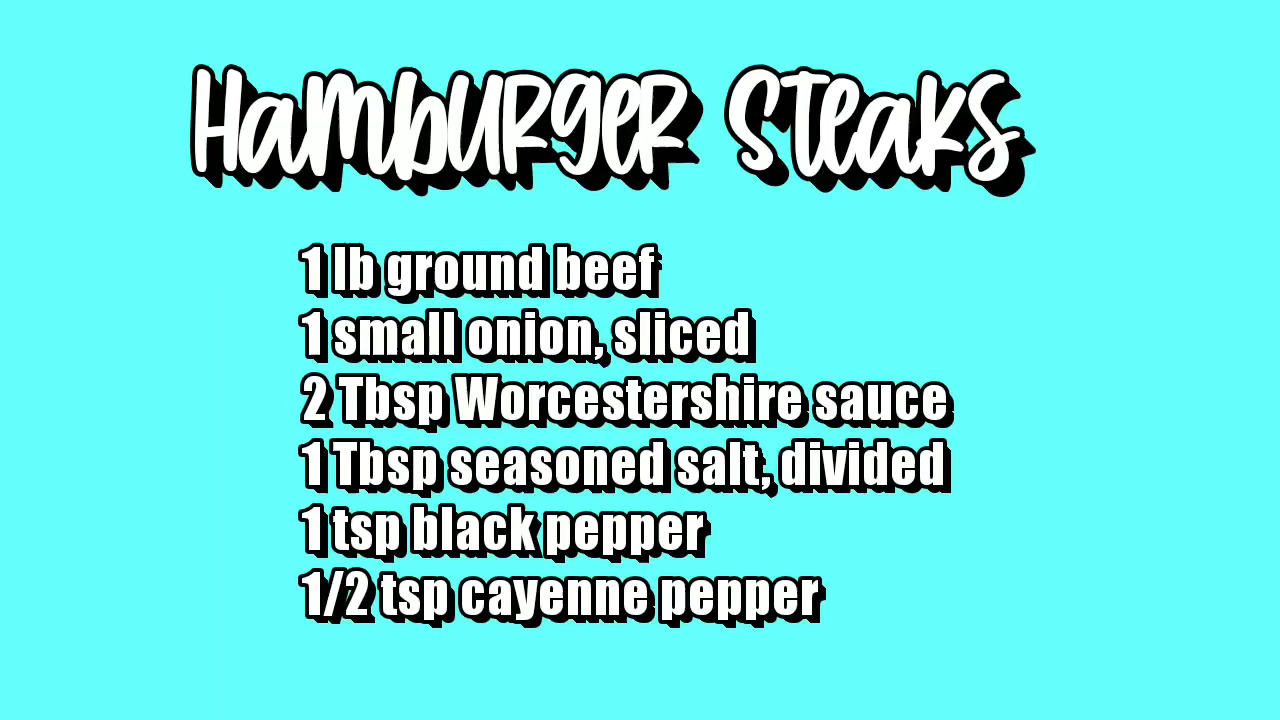 Hamburger Steaks
1 lb ground beef
1 small onion, sliced
2 Tbsp Worcestershire sauce
1 Tbsp seasoned salt, divided
1 tsp black pepper
1/2 tsp cayenne pepper